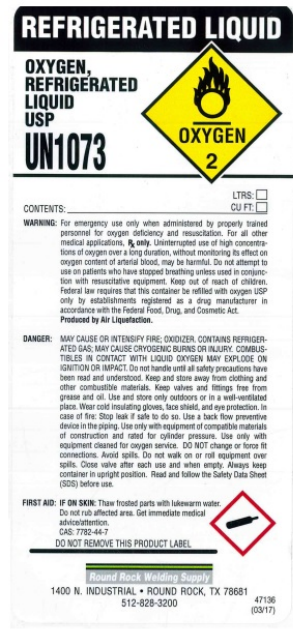 REFRIGERATED LIQUID
OXYGEN,
REFRIGERATED
LIQUID
USP
UN1073
OXYGEN
2
LTRS:
CONTENTS: CU FT:
WARNING: For emergency use only when administered by properly trained
personnel for oxygen deficiency and resuscitation. For all other
medical applications, ℞ only. Uninterrupted use of high concentra-
tions of oxygen over a long duration, without monitoring its effect on
oxygen content of arterial blood, may be harmful. Do not attempt to
use on patients who have stopped breathing unless used in conjunc-
tion with resuscitative equipment. Keep out of reach of children.
Federal law requires that this container be refilled with oxygen USP
only by establishments registered as a drug manufacturer in
accordance with the Federal Food, Drug, and Cosmetic Act.
Produced by Air Liquefaction.
DANGER: MAY CAUSE OR INTENSIFY FIRE; OXIDIZER. CONTAINS REFRIGER-
ATED GAS; MAY CAUSE CRYOGENIC BURNS OR INJURY. COMBUS-
TIBLES IN CONTACT WITH LIQUID OXYGEN MAY EXPLODE ON
IGNITION OR IMPACT. Do not handle until all safety precautions have
been read and understood. Keep and store away from clothing and
other combustible materials. Keep valves and fittings free from
grease and oil. Use and store only outdoors or in a well-ventilated
place. Wear cold insulating gloves, face shield, and eye protection. In
case of fire: Stop leak if safe to do so. Use a back flow preventive
device in the piping. Use only with equipment of compatible materials
of construction and rated for cylinder pressure. Use only with
equipment cleaned for oxygen service. DO NOT change or force fit
connections. Avoid spills. Do not walk on or roll equipment over
spills. Close valve after each use and when empty. Always keep
container in upright position. Read and follow the Safety Data Sheet
(SDS) before use.
FIRST AID: IF ON SKIN: Thaw frosted parts with lukewarm water.
Do not rub affected area. Get immediate medical
advice/attention.
CAS: 7782-44-7
DO NOT REMOVE THIS PRODUCT LABEL
Round Rock Welding Supply
1400 N. INDUSTRIAL • ROUND ROCK, TX 78681
512-828-3200
47136
(03/17)